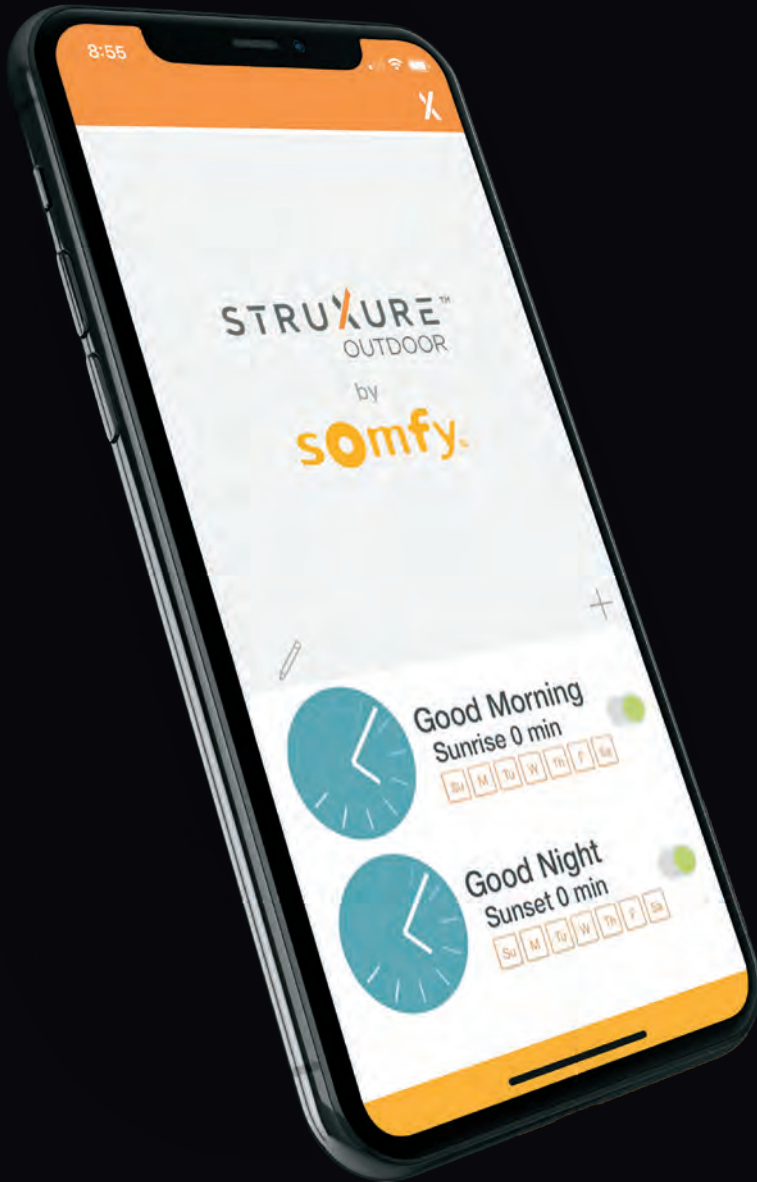 8:55
STRUXURE™
OUTDOOR
by
somfy
Good Morning
Sunrise 0 min
Su M Tu W Th F Sa
Good Night
Sunset 0 min
Su M Tu W Th F Sa